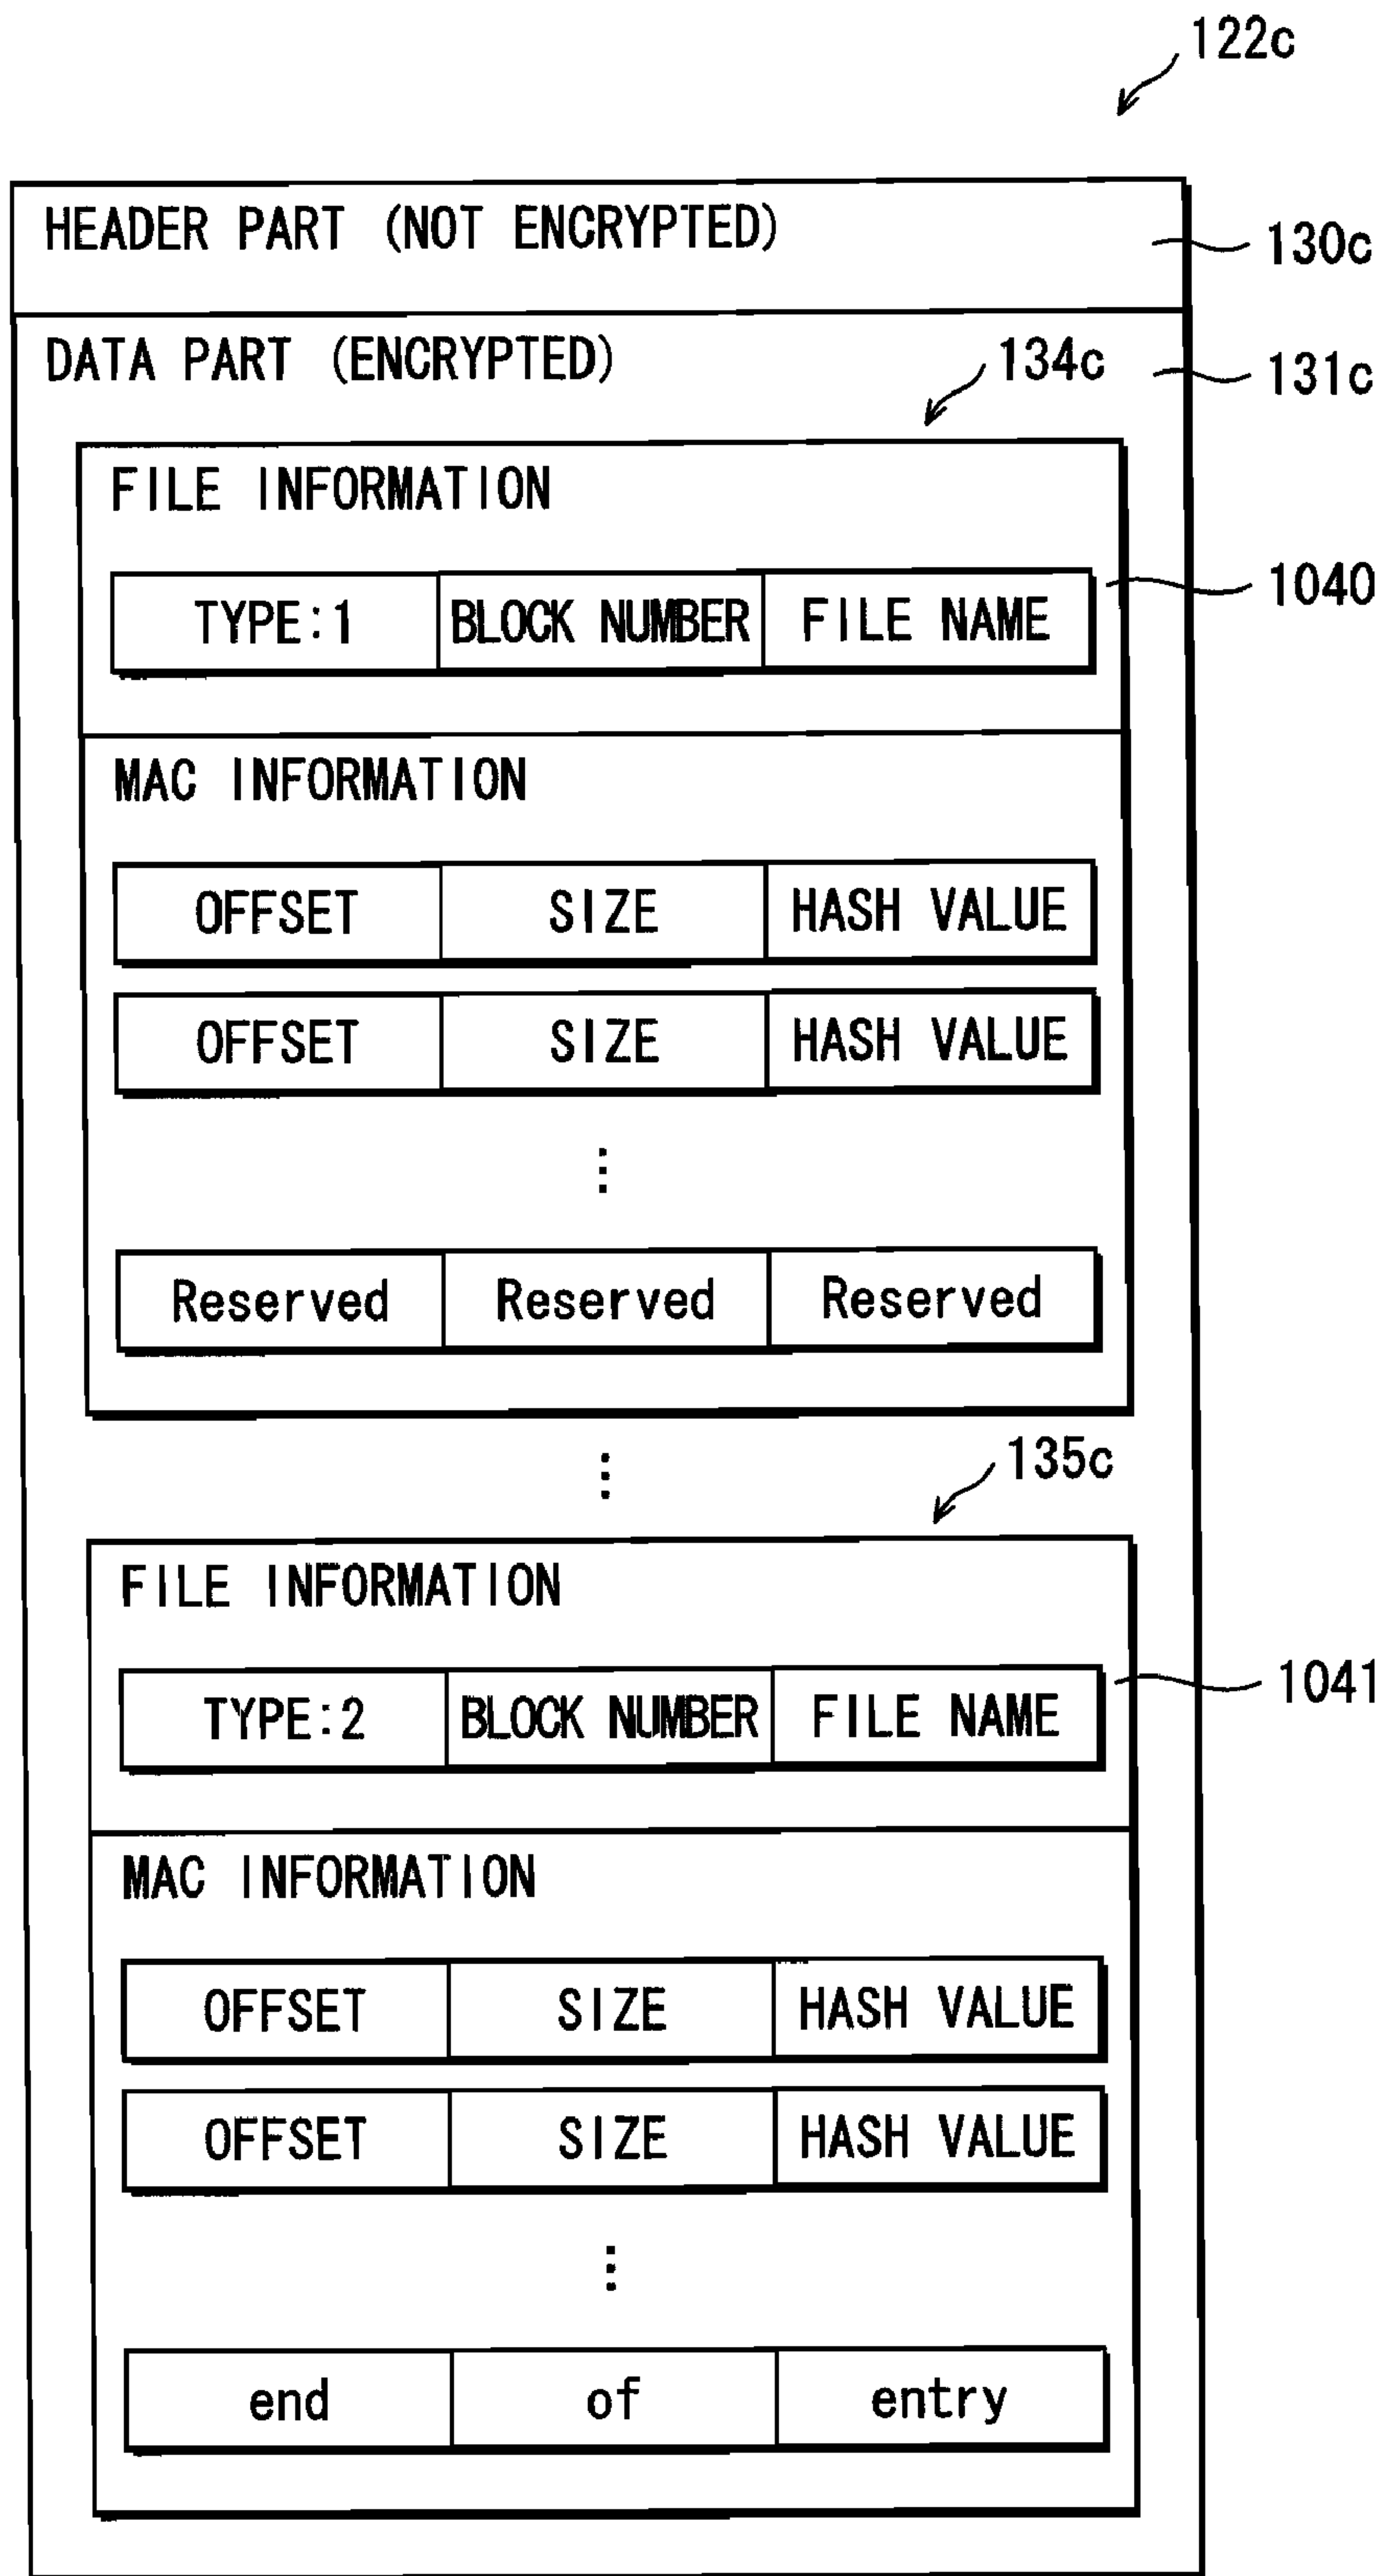 122c
HEADER PART (NOT ENCRYPTED)
130c
DATA PART (ENCRYPTED)
134c
131c
FILE INFORMATION
1040
TYPE:1 BLOCK NUMBER FILE NAME
MAC INFORMATION
OFFSET SIZE HASH VALUE
OFFSET SIZE HASH VALUE
⋮
Reserved Reserved Reserved
⋮
135c
FILE INFORMATION
1041
TYPE:2 BLOCK NUMBER FILE NAME
MAC INFORMATION
OFFSET SIZE HASH VALUE
OFFSET SIZE HASH VALUE
⋮
end of entry